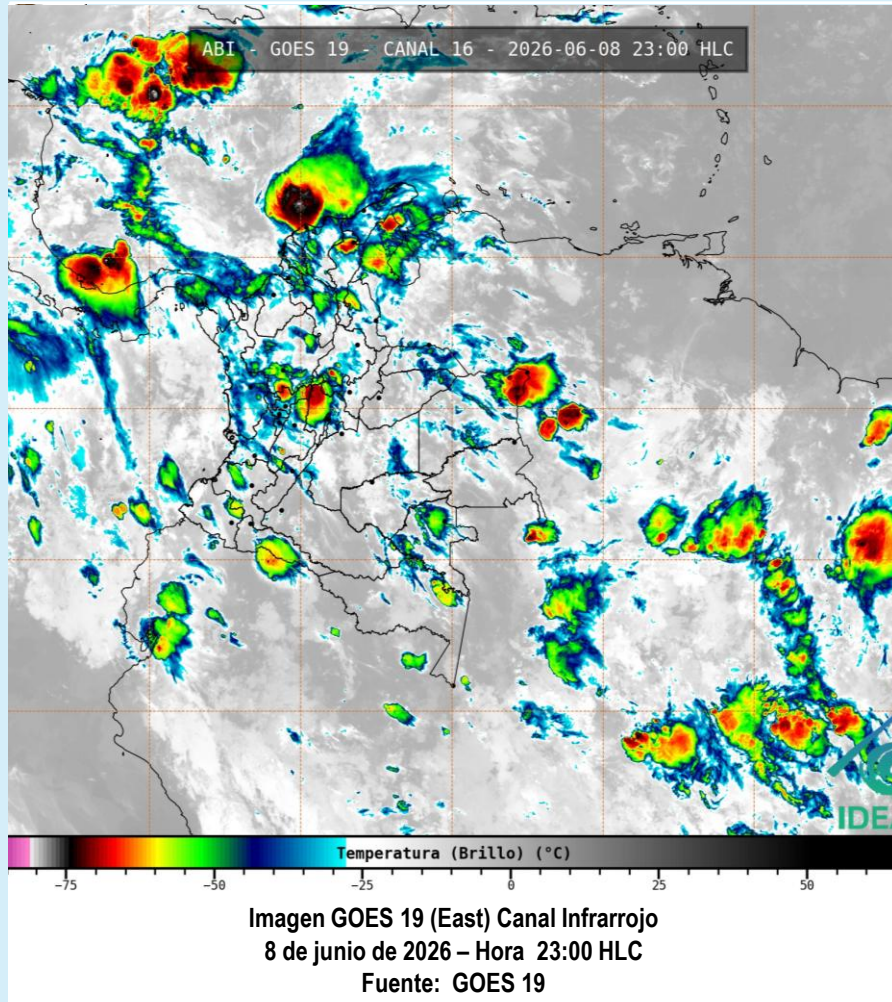 ABI - GOES 19 - CANAL 16 - 2026-06-08 23:00 HLC
IDE
Temperatura (Brillo) (°C)
−75 −50 −25 0 25 50
Imagen GOES 19 (East) Canal Infrarrojo
8 de junio de 2026 – Hora 23:00 HLC
Fuente: GOES 19